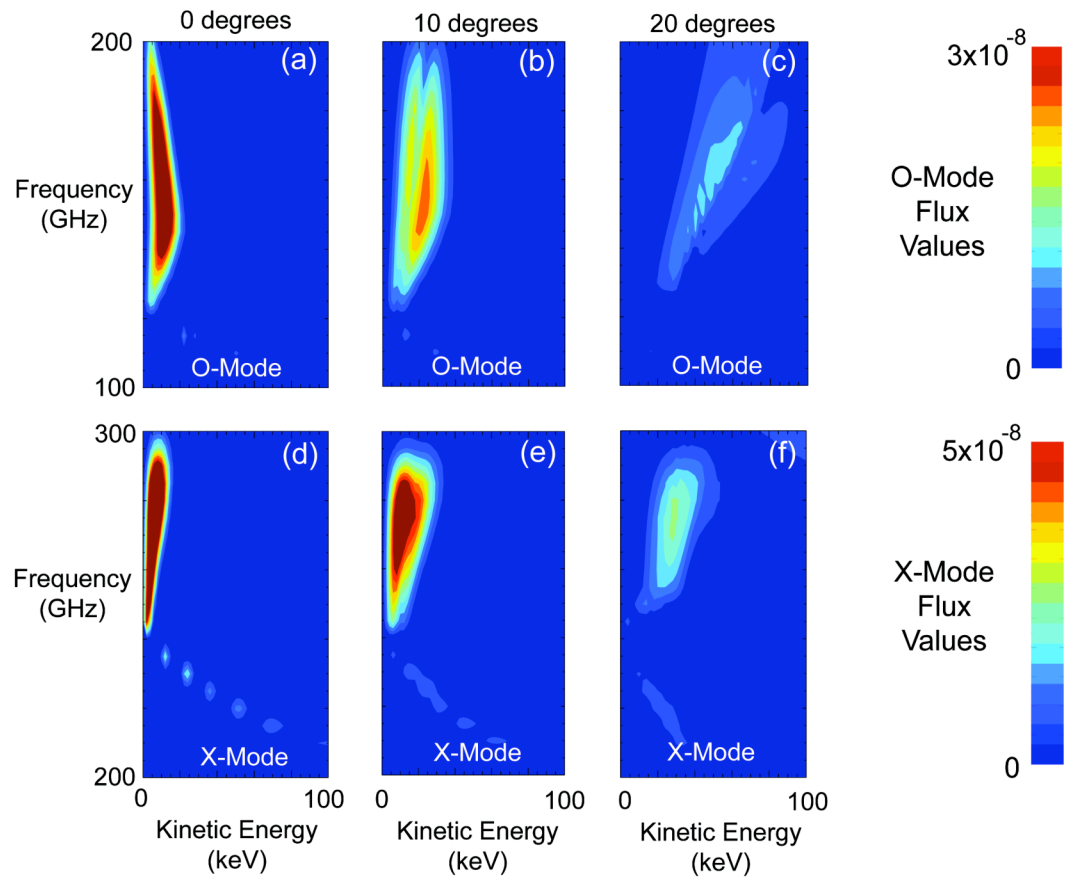 0 degrees
10 degrees
20 degrees
200
(a)
(b)
(c)
3x10-8
Frequency
(GHz)
O-Mode
Flux
Values
O-Mode
O-Mode
O-Mode
100
0
300
(d)
(e)
(f)
5x10-8
Frequency
(GHz)
X-Mode
Flux
Values
X-Mode
X-Mode
X-Mode
200
0
0
100
0
100
0
100
Kinetic Energy
(keV)
Kinetic Energy
(keV)
Kinetic Energy
(keV)